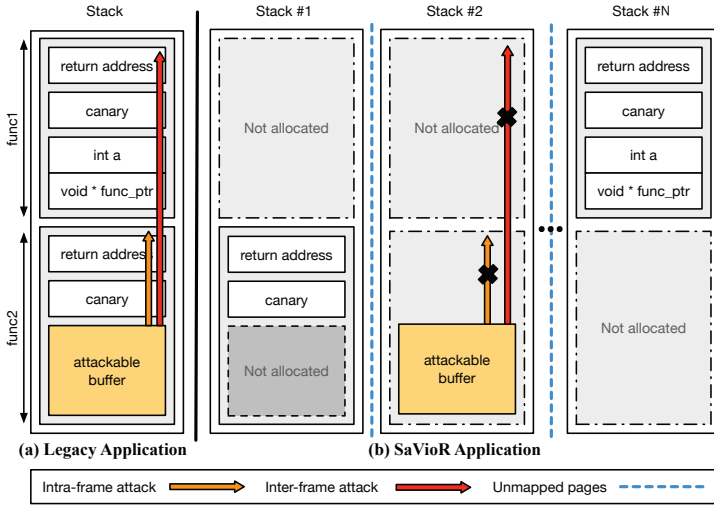 Stack
Stack #1
Stack #2
Stack #N
func1
return address
canary
int a
void * func_ptr
func2
return address
canary
attackable
buffer
Not allocated
return address
canary
Not allocated
Not allocated
attackable
buffer
return address
canary
int a
void * func_ptr
Not allocated
...
(a) Legacy Application
(b) SaVioR Application
Intra-frame attack
Inter-frame attack
Unmapped pages